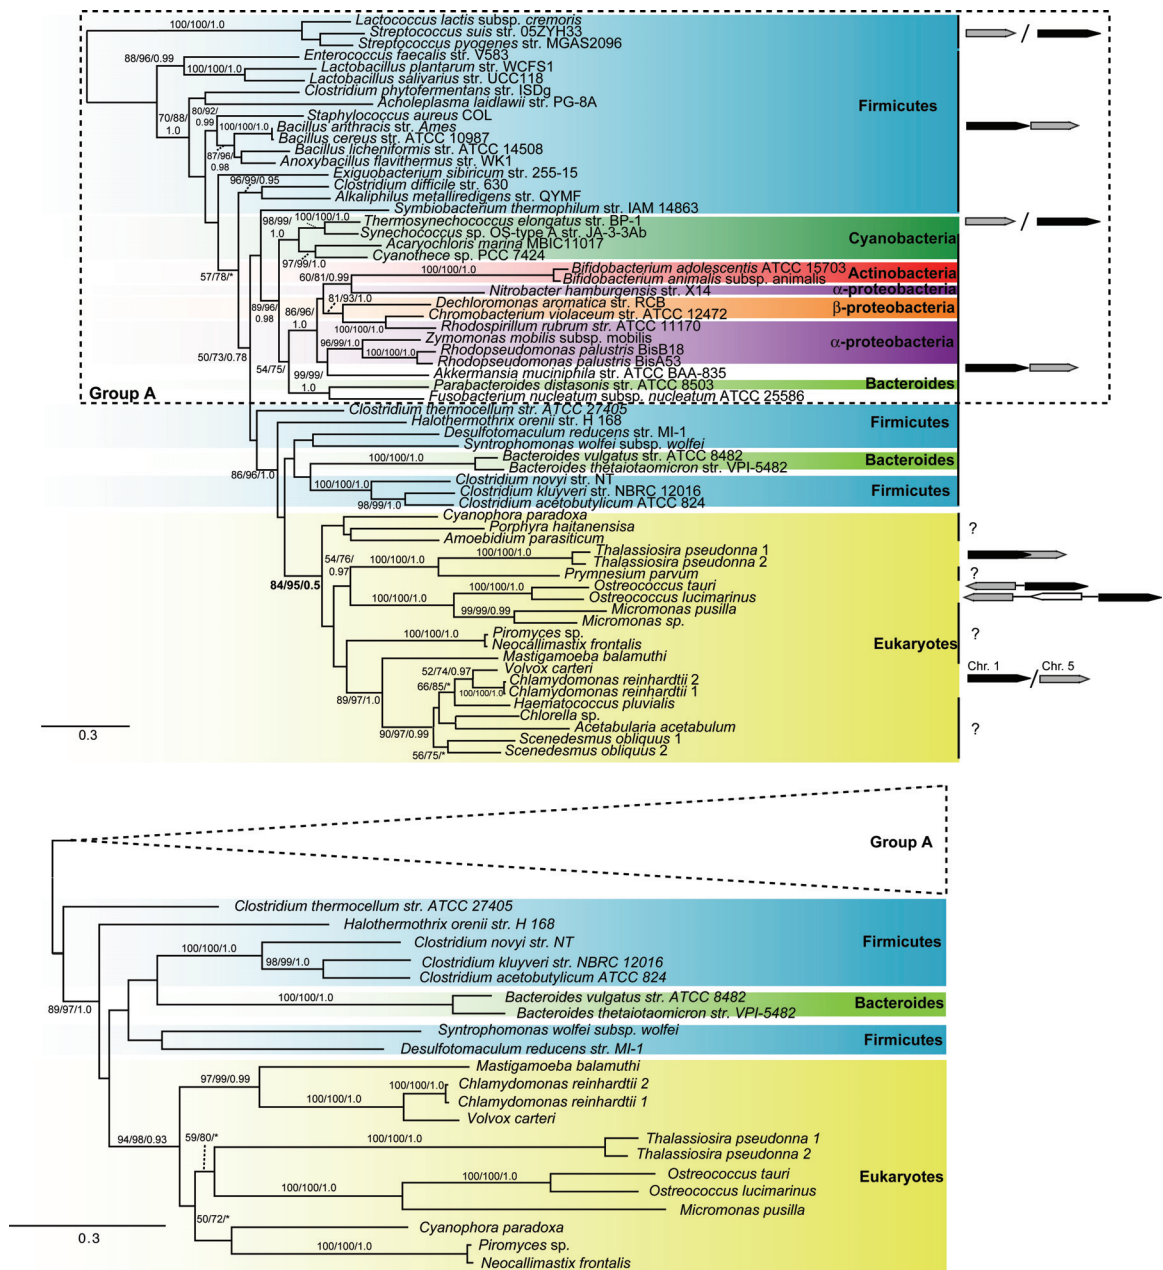 Lactococcus lactis subsp. cremoris
100/100/1.0
Streptococcus suis str. 05ZYH33
/
Streptococcus pyogenes str. MGAS2096
Enterococcus faecalis str. V583
88/96/0.99
Lactobacillus plantarum str. WCFS1
100/100/1.0
Lactobacillus salivarius str. UCC118
Clostridium phytofermentans str. ISDg
Acholeplasma laidlawii str. PG-8A
Firmicutes
80/92/
0.99
70/88/
1.0
Staphylococcus aureus COL
Bacillus anthracis str. Ames
100/100/1.0
Bacillus cereus str. ATCC 10987
Bacillus licheniformis str. ATCC 14508
87/96/
0.98
Anoxybacillus flavithermus str. WK1
Exiguobacterium sibiricum str. 255-15
96/99/0.95
Clostridium difficile str. 630
Alkaliphilus metalliredigens str. QYMF
Symbiobacterium thermophilum str. IAM 14863
98/99/
1.0
100/100/1.0
Thermosynechococcus elongatus str. BP-1
/
Synechococcus sp. OS-type A str. JA-3-3Ab
Cyanobacteria
Acaryochloris marina MBIC11017
Cyanothece sp. PCC 7424
97/99/1.0
57/78/*
60/81/0.99
100/100/1.0
Bifidobacterium adolescentis ATCC 15703
Actinobacteria
Bifidobacterium animalis subsp. animalis
Nitrobacter hamburgensis str. X14
α-proteobacteria
81/93/1.0
Dechloromonas aromatica str. RCB
β-proteobacteria
89/96/
0.98
86/96/
1.0
Chromobacterium violaceum str. ATCC 12472
100/100/1.0
Rhodospirillum rubrum str. ATCC 11170
96/99/1.0
Zymomonas mobilis subsp. mobilis
α-proteobacteria
50/73/0.78
100/100/1.0
Rhodopseudomonas palustris BisB18
Rhodopseudomonas palustris BisA53
54/75/
99/99/
1.0
Akkermansia muciniphila str. ATCC BAA-835
Parabacteroides distasonis str. ATCC 8503
Bacteroides
Group A
Fusobacterium nucleatum subsp. nucleatum ATCC 25586
Clostridium thermocellum str. ATCC 27405
Halothermothrix orenii str. H 168
Firmicutes
Desulfotomaculum reducens str. MI-1
Syntrophomonas wolfei subsp. wolfei
Bacteroides vulgatus str. ATCC 8482
100/100/1.0
Bacteroides
Bacteroides thetaiotaomicron str. VPI-5482
86/96/1.0
Clostridium novyi str. NT
100/100/1.0
Clostridium kluyveri str. NBRC 12016
Firmicutes
98/99/1.0
Clostridium acetobutylicum ATCC 824
Cyanophora paradoxa
Porphyra haitanensisa
?
Amoebidium parasiticum
54/76/
0.97
100/100/1.0
Thalassiosira pseudonna 1
100/100/1.0
Thalassiosira pseudonna 2
Prymnesium parvum
?
84/95/0.5
100/100/1.0
Ostreococcus tauri
Ostreococcus lucimarinus
100/100/1.0
99/99/0.99
Micromonas pusilla
Micromonas sp.
100/100/1.0
Piromyces sp.
?
Neocallimastix frontalis
Eukaryotes
Mastigamoeba balamuthi
52/74/0.97
Volvox carteri
Chr. 1
Chr. 5
/
66/85/*
Chlamydomonas reinhardtii 2
100/100/1.0
Chlamydomonas reinhardtii 1
89/97/1.0
Haematococcus pluvialis
Chlorella sp.
Acetabularia acetabulum
?
90/97/0.99
Scenedesmus obliquus 1
56/75/*
Scenedesmus obliquus 2
0.3
Group A
Clostridium thermocellum str. ATCC 27405
Halothermothrix orenii str. H 168
Clostridium novyi str. NT
Firmicutes
100/100/1.0
98/99/1.0
Clostridium kluyveri str. NBRC 12016
Clostridium acetobutylicum ATCC 824
100/100/1.0
Bacteroides vulgatus str. ATCC 8482
Bacteroides
89/97/1.0
Bacteroides thetaiotaomicron str. VPI-5482
Syntrophomonas wolfei subsp. wolfei
Firmicutes
Desulfotomaculum reducens str. MI-1
Mastigamoeba balamuthi
97/99/0.99
100/100/1.0
Chlamydomonas reinhardtii 2
100/100/1.0
Chlamydomonas reinhardtii 1
Volvox carteri
94/98/0.93
59/80/*
100/100/1.0
Thalassiosira pseudonna 1
Thalassiosira pseudonna 2
100/100/1.0
Ostreococcus tauri
Eukaryotes
100/100/1.0
Ostreococcus lucimarinus
Micromonas pusilla
50/72/*
Cyanophora paradoxa
0.3
100/100/1.0
Piromyces sp.
Neocallimastix frontalis